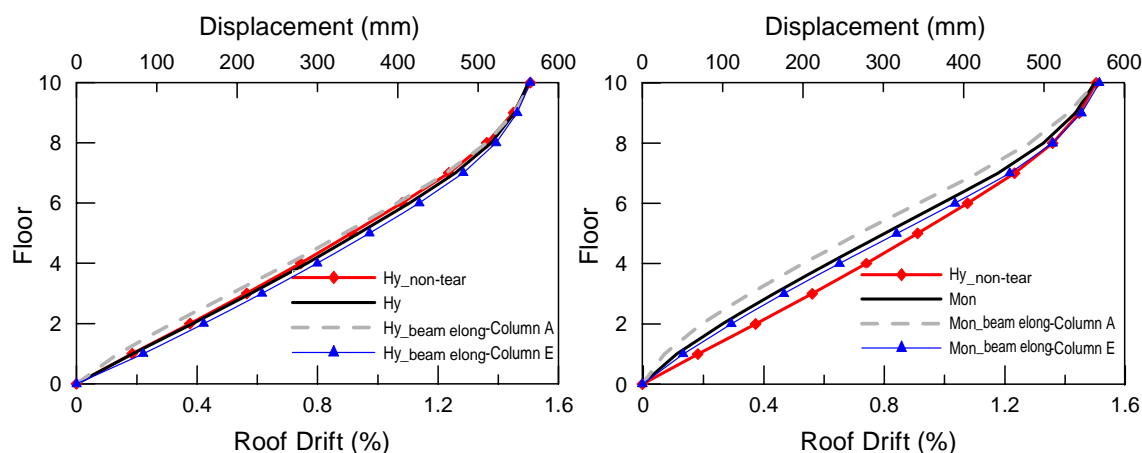 Displacement (mm)
0 100 200 300 400 500 600
10
8
6
4
2
0
Floor
Hy_non-tear
Hy
Hy_beam elong-Column A
Hy_beam elong-Column E
0 0.4 0.8 1.2 1.6
Roof Drift (%)
Displacement (mm)
0 100 200 300 400 500 600
10
8
6
4
2
0
Floor
Hy_non-tear
Mon
Mon_beam elong-Column A
Mon_beam elong-Column E
0 0.4 0.8 1.2 1.6
Roof Drift (%)